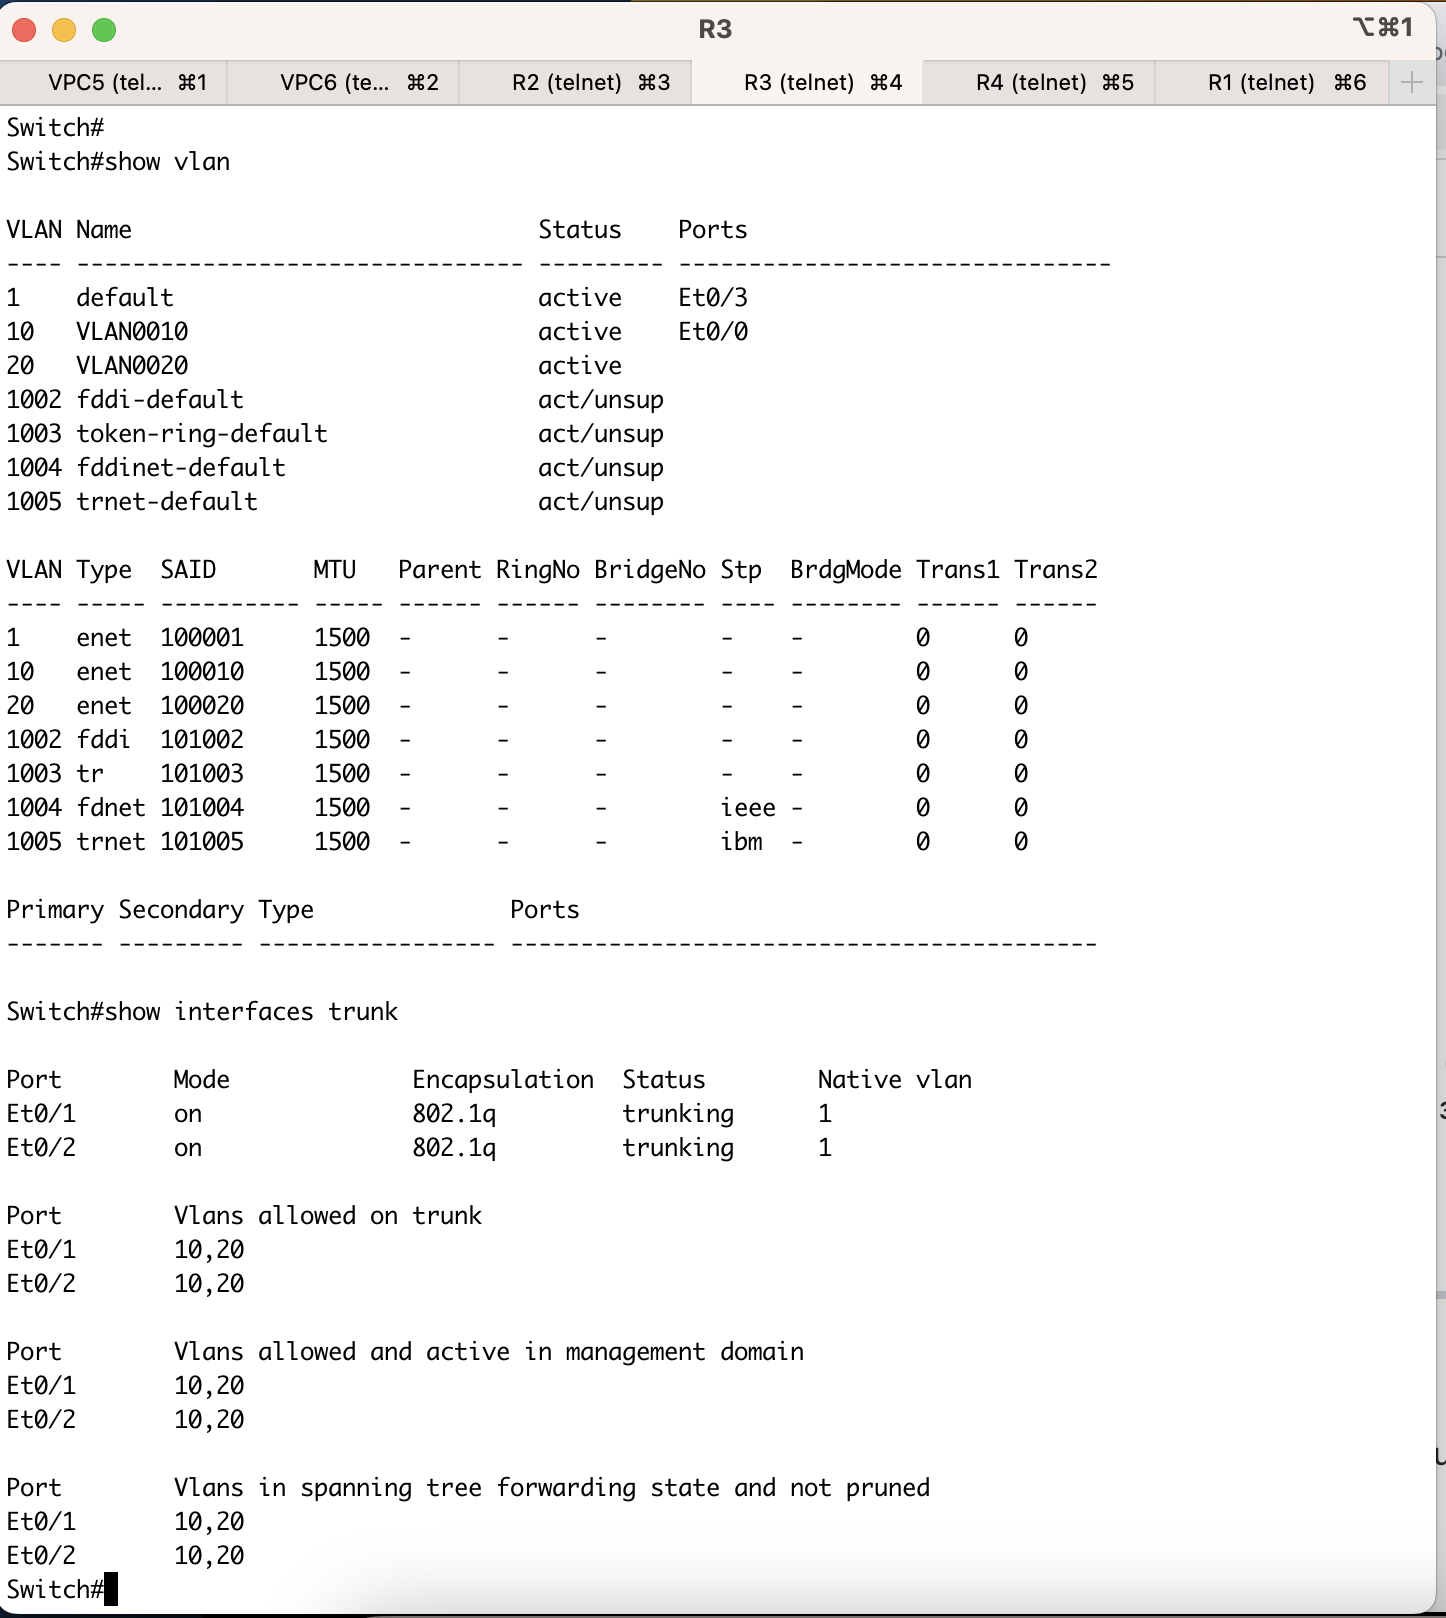 R3
⌥⌘1
VPC5 (tel... ⌘1 VPC6 (te... ⌘2 R2 (telnet) ⌘3 R3 (telnet) ⌘4 R4 (telnet) ⌘5 R1 (telnet) ⌘6
Switch#
Switch#show vlan
VLAN Name                             Status    Ports
---- -------------------------------- --------- -------------------------------
1    default                          active    Et0/3
10   VLAN0010                         active    Et0/0
20   VLAN0020                         active
1002 fddi-default                     act/unsup
1003 token-ring-default               act/unsup
1004 fddinet-default                  act/unsup
1005 trnet-default                    act/unsup
VLAN Type  SAID       MTU   Parent RingNo BridgeNo Stp  BrdgMode Trans1 Trans2
---- ----- ---------- ----- ------ ------ -------- ---- -------- ------ ------
1    enet  100001     1500  -      -      -        -    -        0      0
10   enet  100010     1500  -      -      -        -    -        0      0
20   enet  100020     1500  -      -      -        -    -        0      0
1002 fddi  101002     1500  -      -      -        -    -        0      0
1003 tr    101003     1500  -      -      -        -    -        0      0
1004 fdnet 101004     1500  -      -      -        ieee -        0      0
1005 trnet 101005     1500  -      -      -        ibm  -        0      0
Primary Secondary Type              Ports
------- --------- ----------------- ------------------------------------------
Switch#show interfaces trunk
Port        Mode             Encapsulation  Status        Native vlan
Et0/1       on               802.1q         trunking      1
Et0/2       on               802.1q         trunking      1
Port        Vlans allowed on trunk
Et0/1       10,20
Et0/2       10,20
Port        Vlans allowed and active in management domain
Et0/1       10,20
Et0/2       10,20
Port        Vlans in spanning tree forwarding state and not pruned
Et0/1       10,20
Et0/2       10,20
Switch#